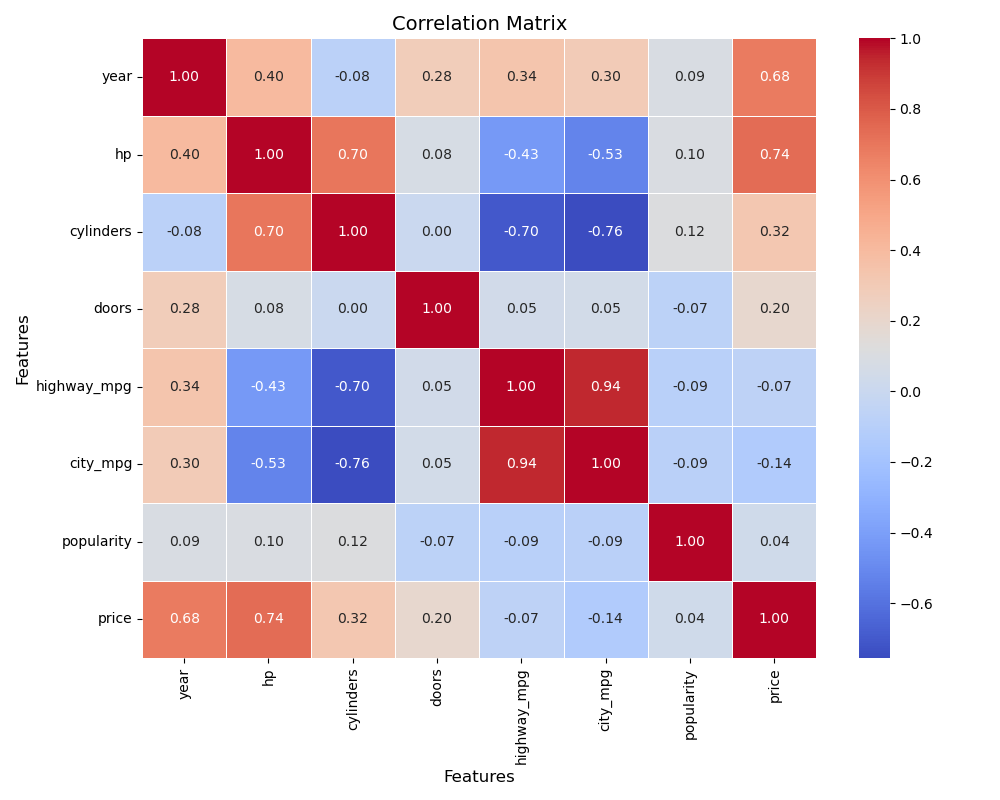 Correlation Matrix
1.0
year 1.00 0.40 -0.08 0.28 0.34 0.30 0.09 0.68
0.8
hp 0.40 1.00 0.70 0.08 -0.43 -0.53 0.10 0.74
0.6
cylinders -0.08 0.70 1.00 0.00 -0.70 -0.76 0.12 0.32
0.4
doors 0.28 0.08 0.00 1.00 0.05 0.05 -0.07 0.20
0.2
Features
highway_mpg 0.34 -0.43 -0.70 0.05 1.00 0.94 -0.09 -0.07
0.0
city_mpg 0.30 -0.53 -0.76 0.05 0.94 1.00 -0.09 -0.14
−0.2
popularity 0.09 0.10 0.12 -0.07 -0.09 -0.09 1.00 0.04
−0.4
price 0.68 0.74 0.32 0.20 -0.07 -0.14 0.04 1.00
−0.6
year hp cylinders doors highway_mpg city_mpg popularity price
Features